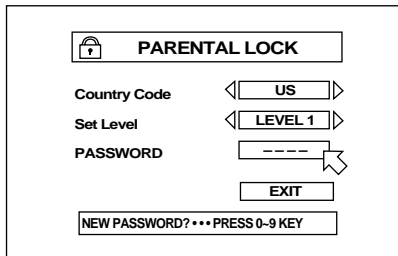 PARENTAL LOCK
Country Code US
Set Level LEVEL 1
PASSWORD – – – –
EXIT
NEW PASSWORD? ••• PRESS 0~9 KEY